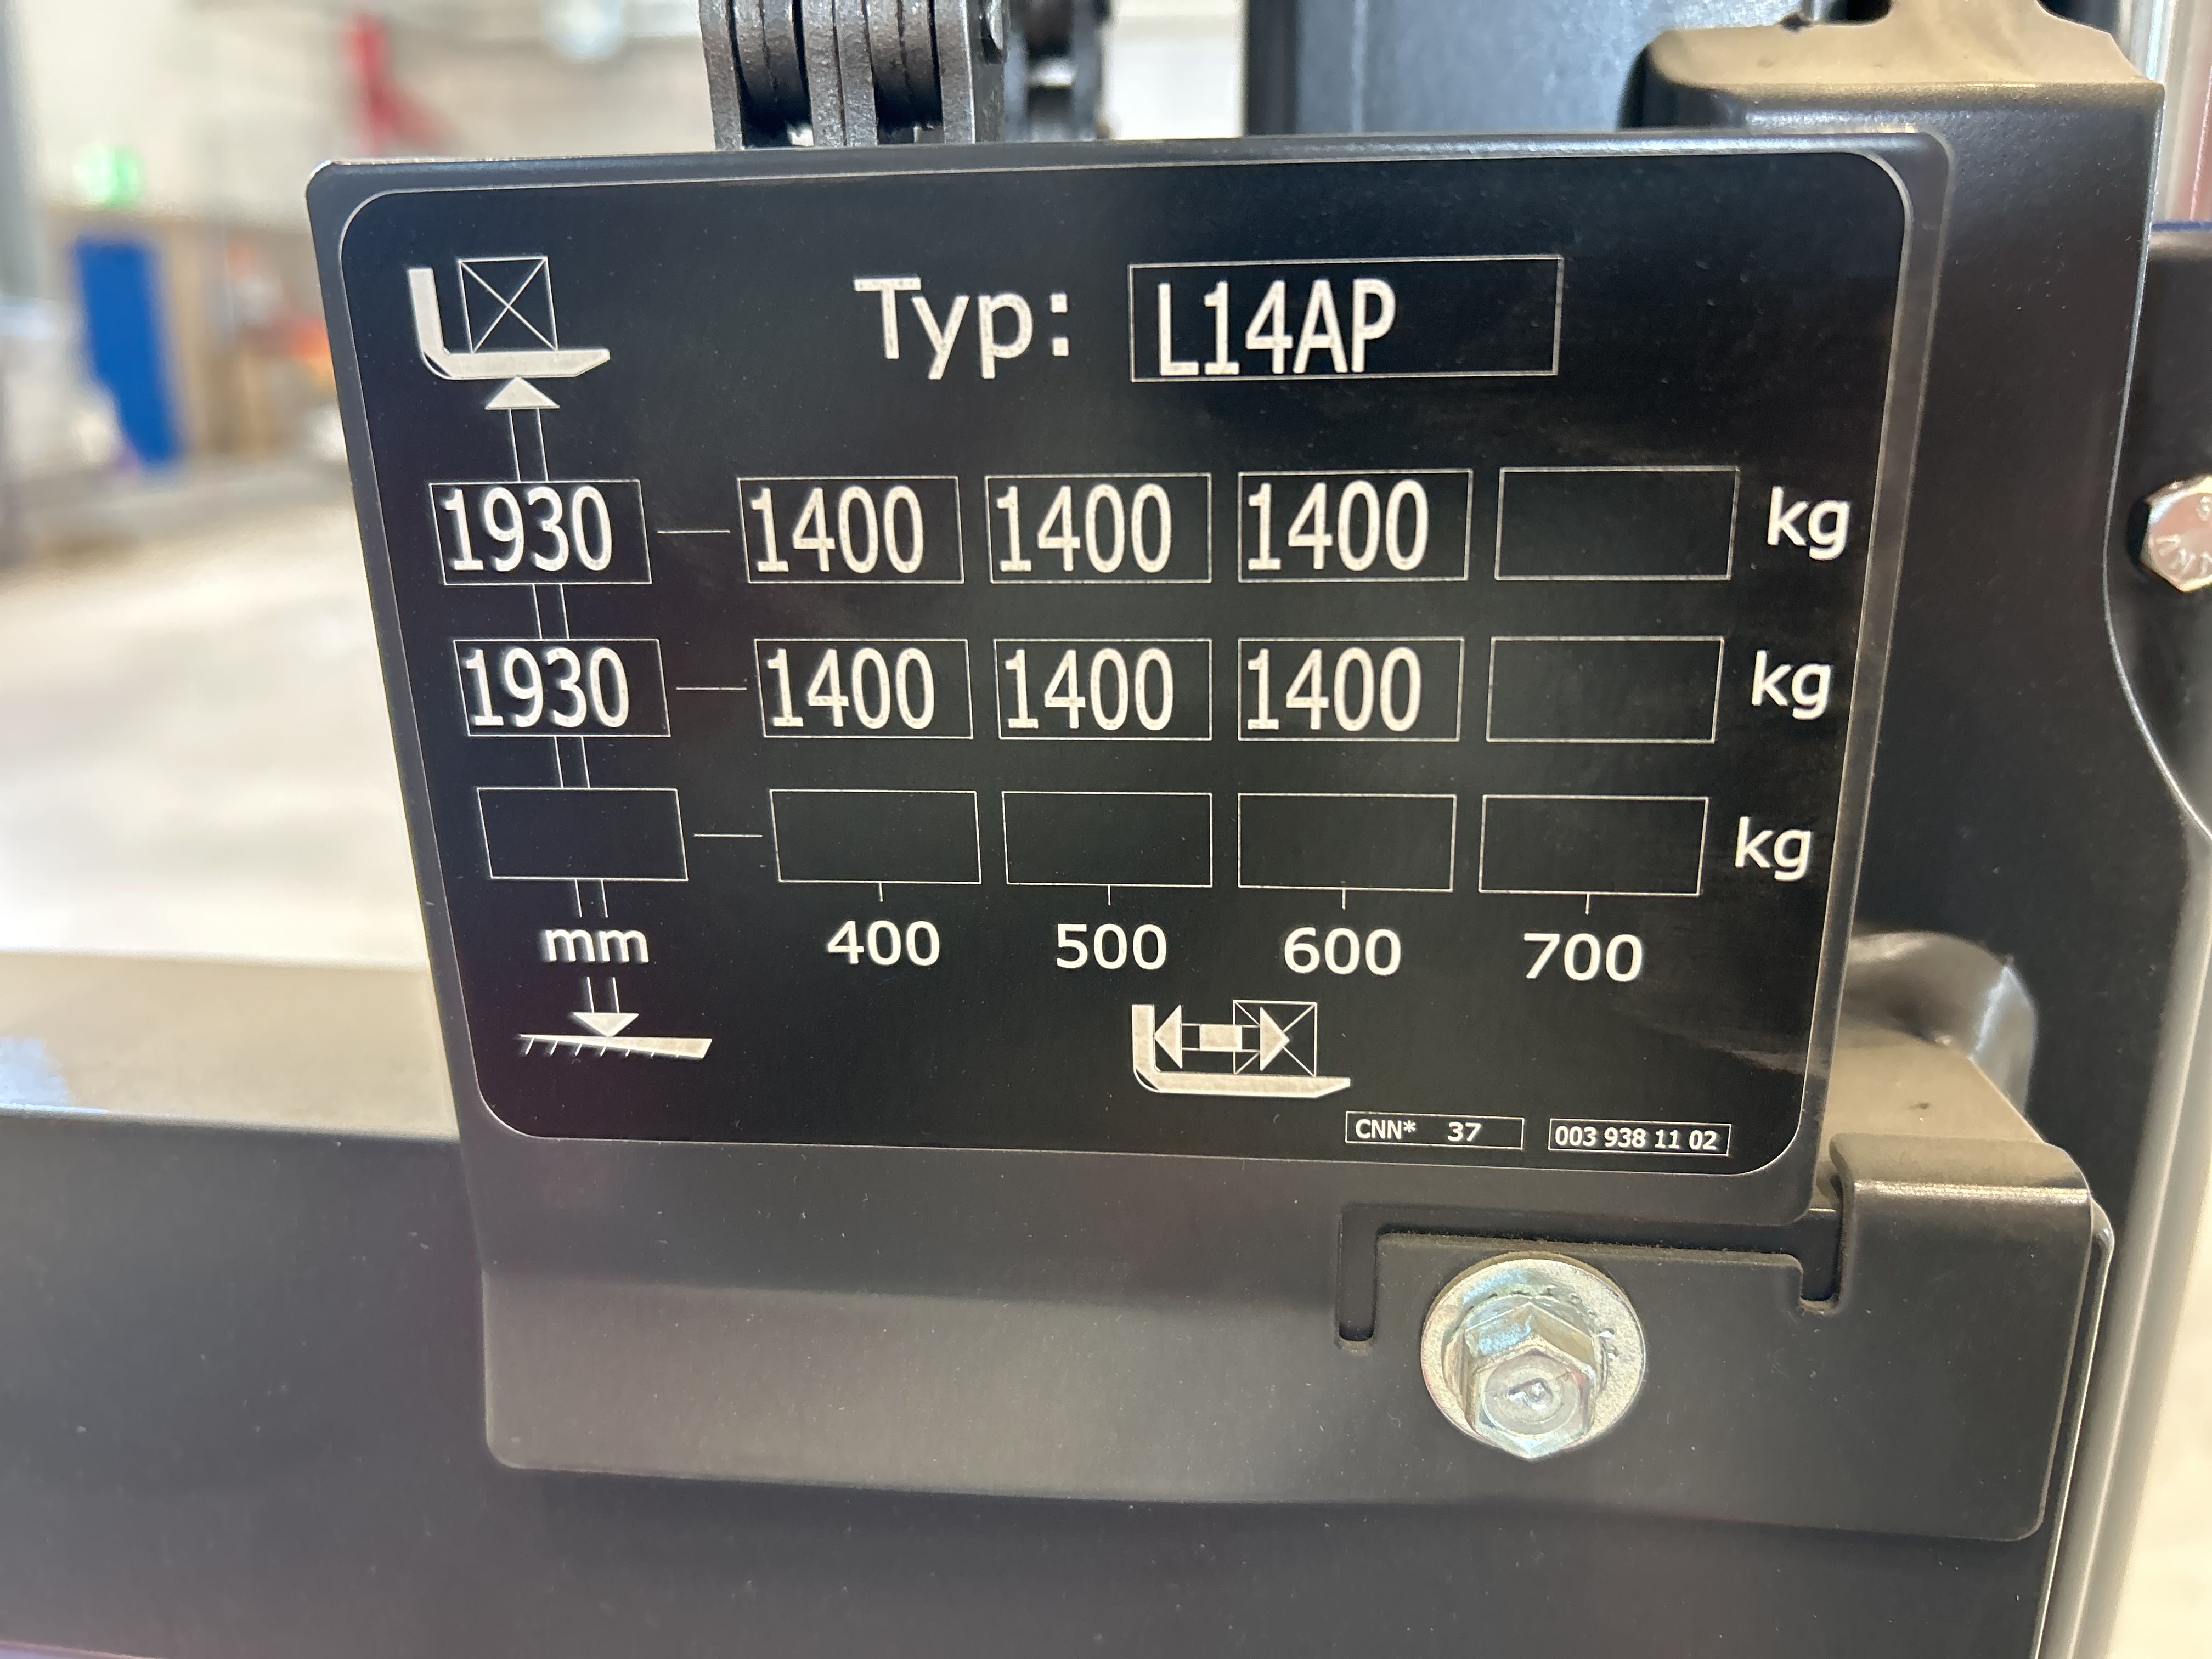 Typ: L14AP
1930 1400 1400 1400 kg
1930 1400 1400 1400 kg
kg
mm 400 500 600 700
CNN* 37 003 938 11 02